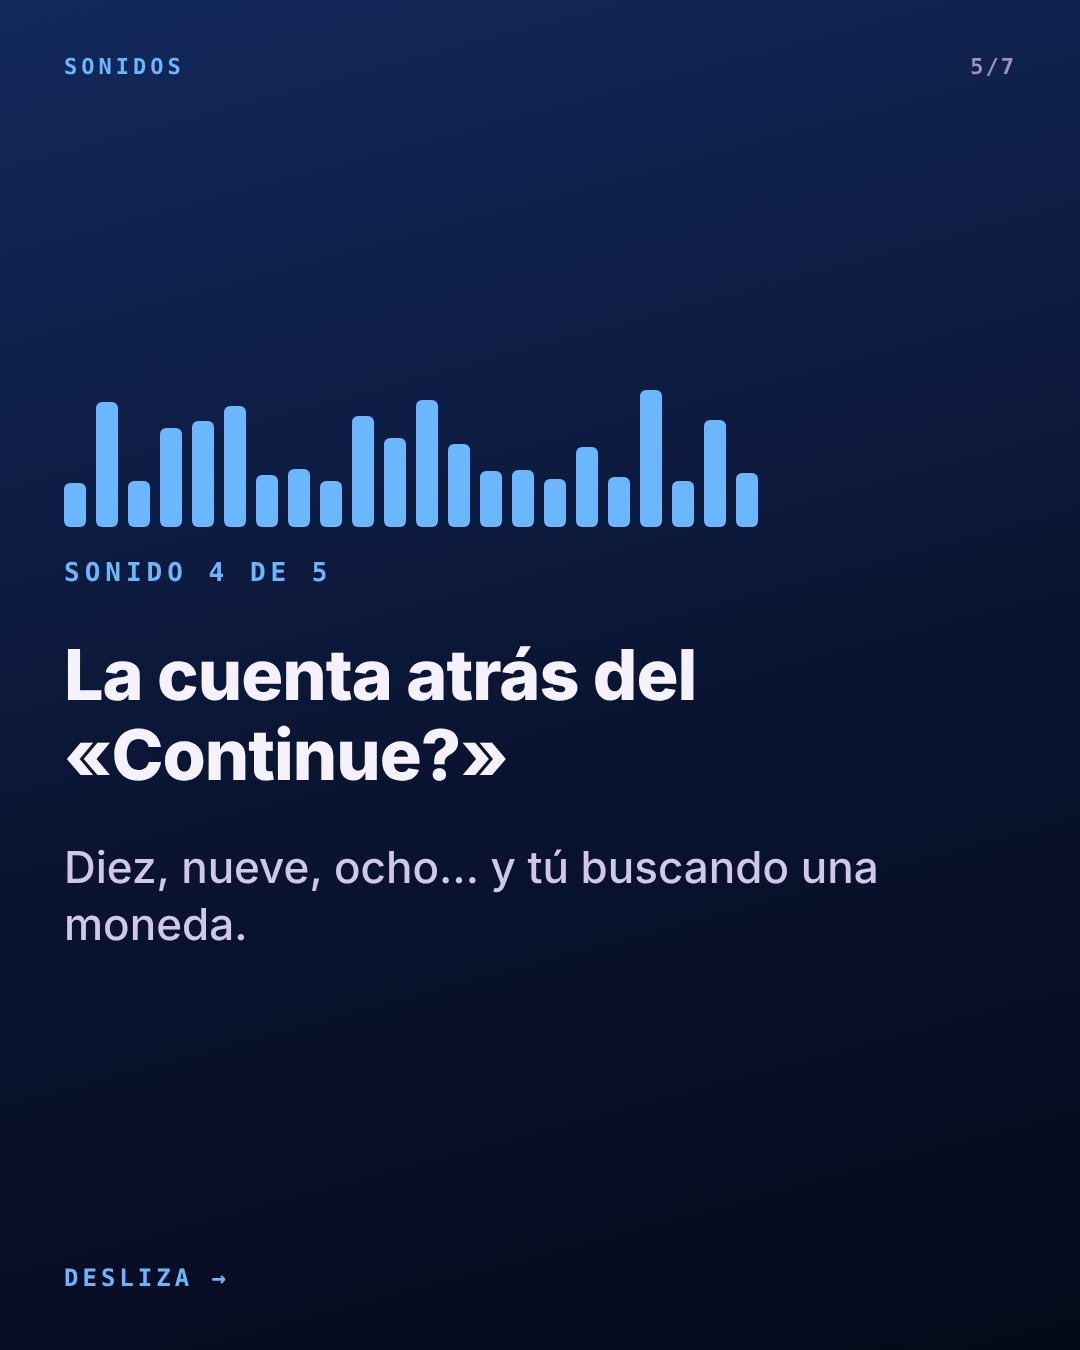 SONIDOS
5/7
SONIDO 4 DE 5
La cuenta atrás del
«Continue?»
Diez, nueve, ocho... y tú buscando una
moneda.
DESLIZA →